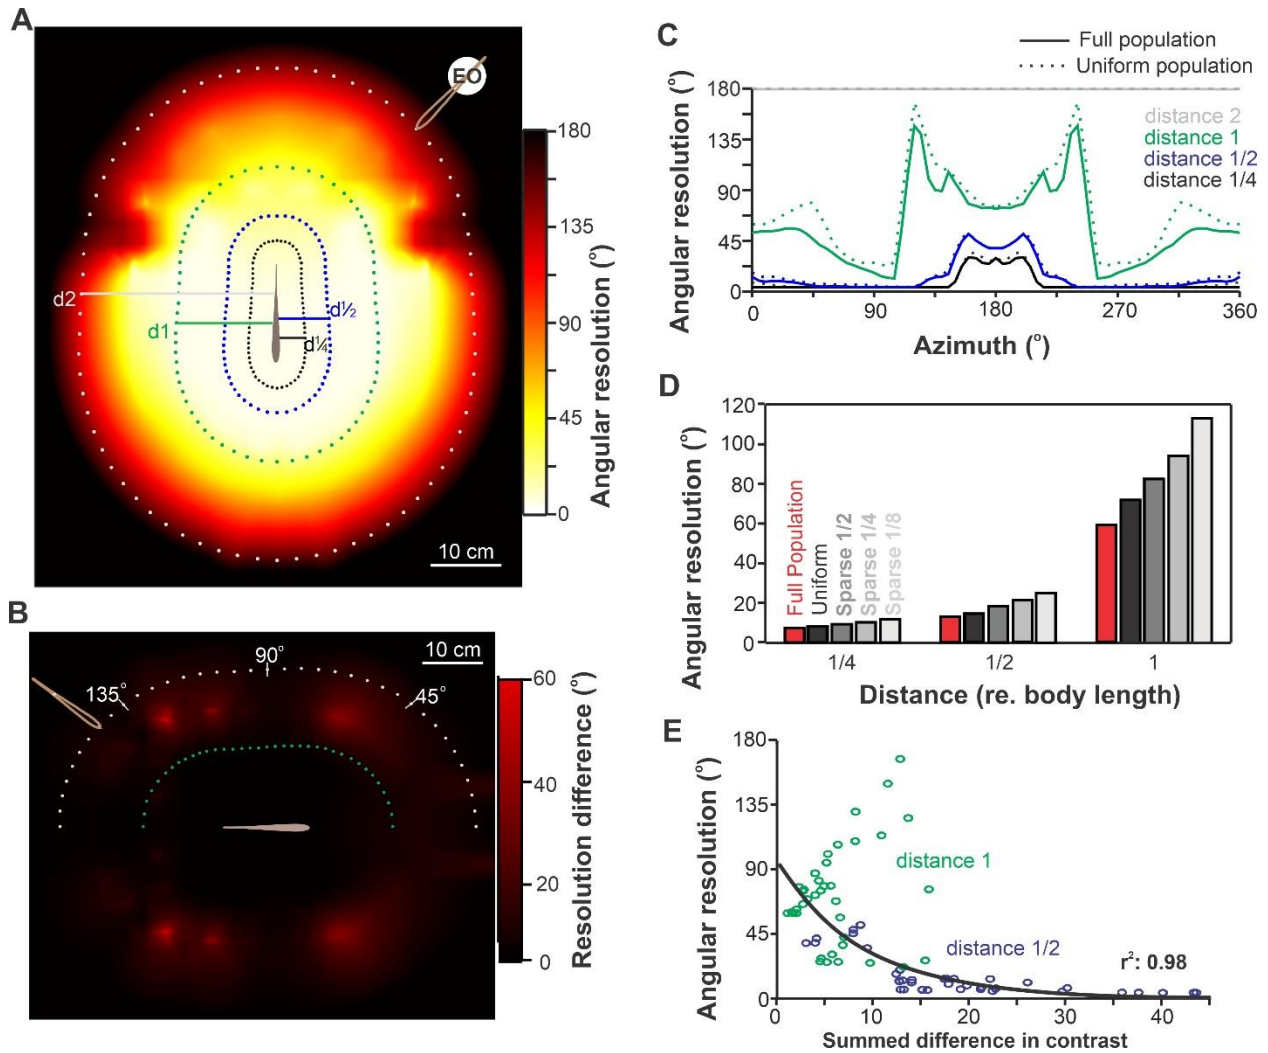 A
EO
180
135
90
45
0
Angular resolution (°)
d2
d1
d½
d¼
10 cm
B
10 cm
90°
135°
45°
60
40
20
0
Resolution difference (°)
C
Full population
Uniform population
180
135
90
45
0
Angular resolution (°)
distance 2
distance 1
distance 1/2
distance 1/4
0
90
180
270
360
Azimuth (°)
D
120
100
80
60
40
20
0
Angular resolution (°)
Full Population
Uniform
Sparse 1/2
Sparse 1/4
Sparse 1/8
1/4
1/2
1
Distance (re. body length)
E
180
135
90
45
0
Angular resolution (°)
distance 1
distance 1/2
r²: 0.98
0
10
20
30
40
Summed difference in contrast